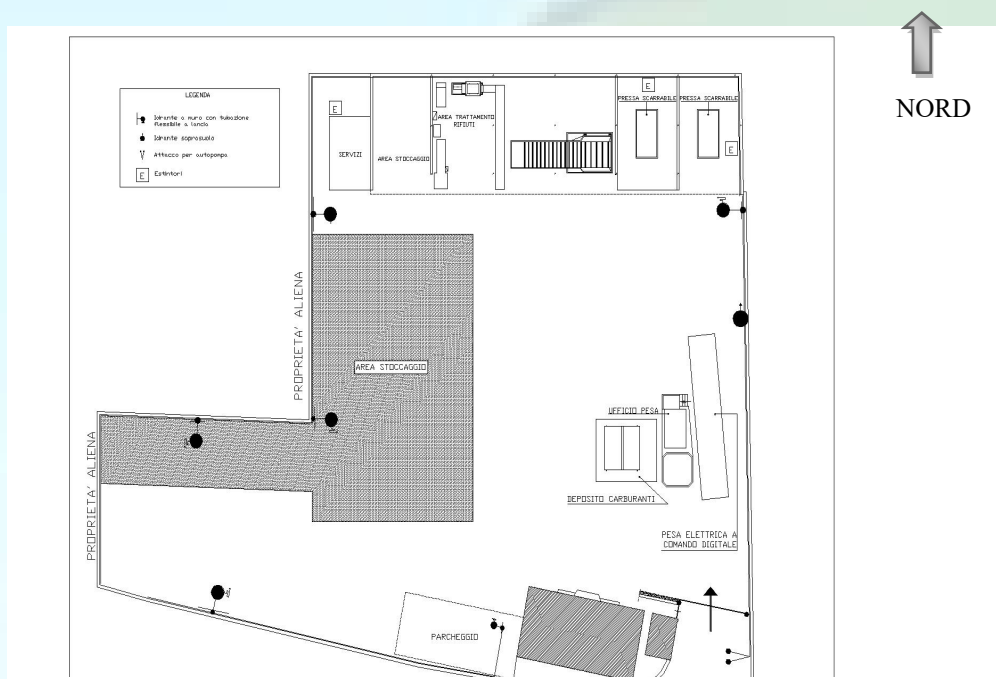 NORD
LEGENDA
Idrante a muro con tubazione
flessibile a lancia
Idrante soprasuolo
Attacco per autopompa
E
Estintori
E
SERVIZI
AREA STOCCAGGIO
AREA TRATTAMENTO
RIFIUTI
E
PRESSA SCARRABILE
PRESSA SCARRABILE
E
PROPRIETA' ALIENA
AREA STOCCAGGIO
PROPRIETA' ALIENA
UFFICIO PESA
DEPOSITO CARBURANTI
PESA ELETTRICA A
COMANDO DIGITALE
PARCHEGGIO